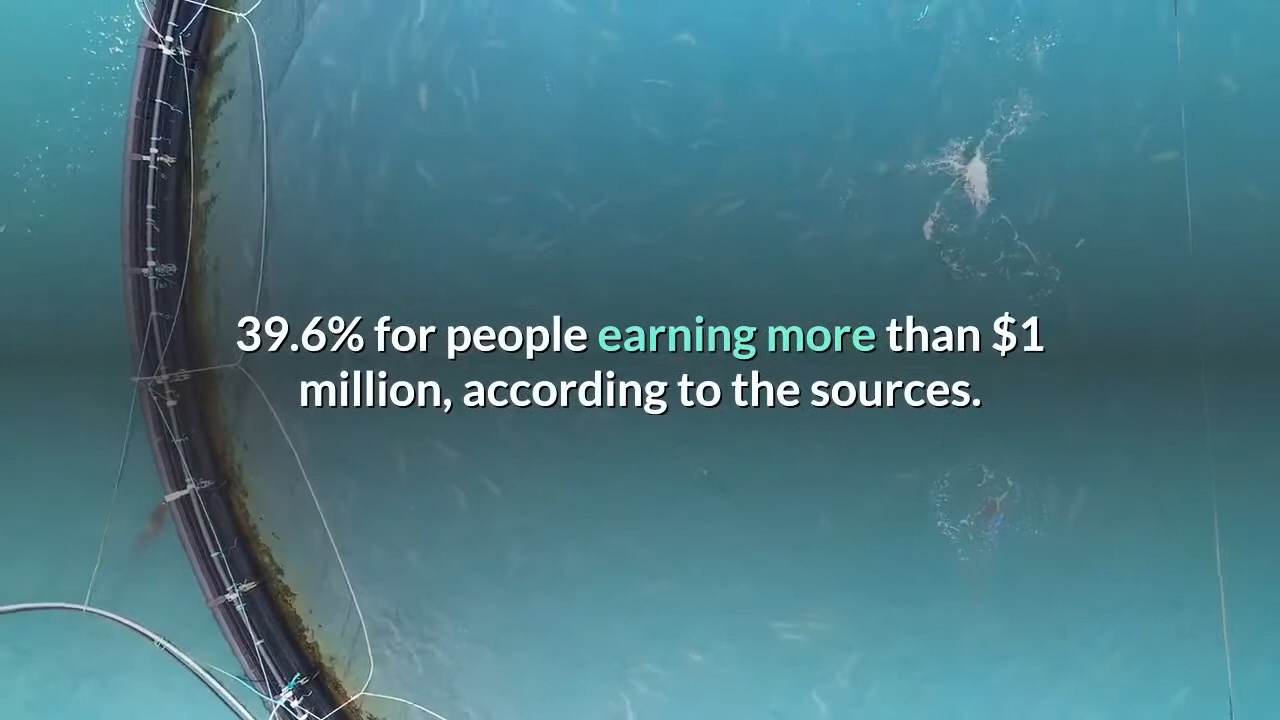 39.6% for people earning more than $1
million, according to the sources.